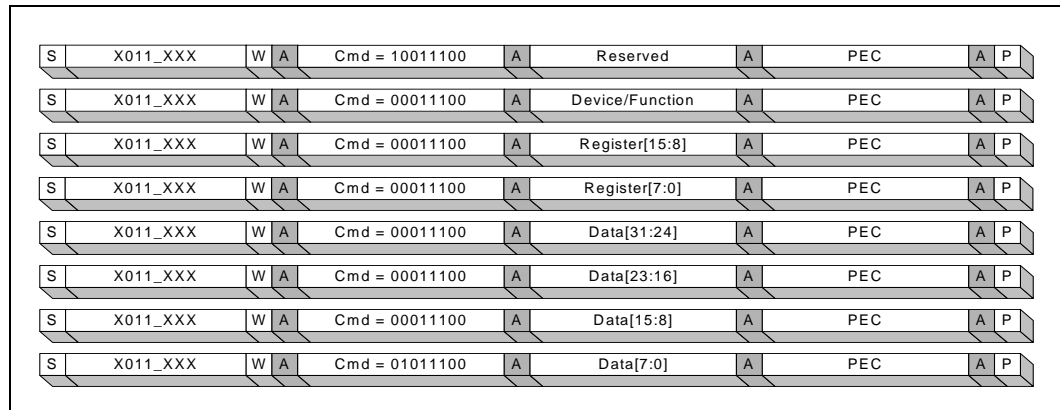 S X011_XXX W A Cmd = 10011100 A Reserved A PEC A P
S X011_XXX W A Cmd = 00011100 A Device/Function A PEC A P
S X011_XXX W A Cmd = 00011100 A Register[15:8] A PEC A P
S X011_XXX W A Cmd = 00011100 A Register[7:0] A PEC A P
S X011_XXX W A Cmd = 00011100 A Data[31:24] A PEC A P
S X011_XXX W A Cmd = 00011100 A Data[23:16] A PEC A P
S X011_XXX W A Cmd = 00011100 A Data[15:8] A PEC A P
S X011_XXX W A Cmd = 01011100 A Data[7:0] A PEC A P